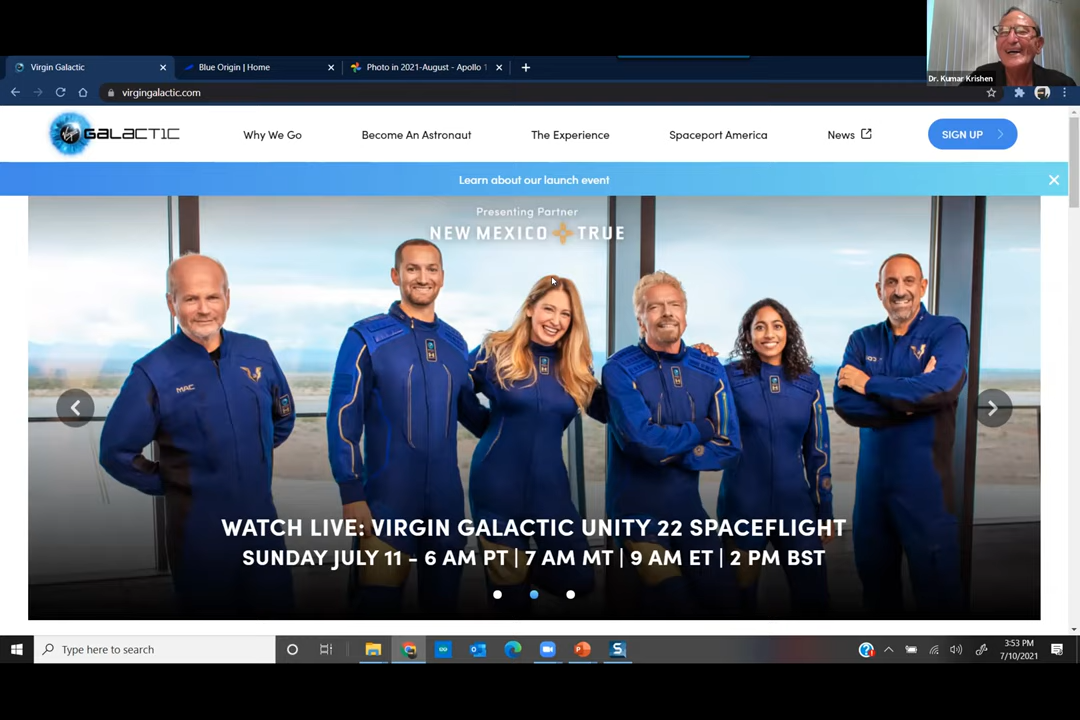 Virgin Galactic
Blue Origin | Home
Photo in 2021-August - Apollo 1
Dr. Kumar Krishen
virgingalactic.com
GALACTIC
Why We Go
Become An Astronaut
The Experience
Spaceport America
News
SIGN UP
Learn about our launch event
Presenting Partner
NEW MEXICO TRUE
MAC
WATCH LIVE: VIRGIN GALACTIC UNITY 22 SPACEFLIGHT
SUNDAY JULY 11 - 6 AM PT | 7 AM MT | 9 AM ET | 2 PM BST
Type here to search
3:53 PM
7/10/2021